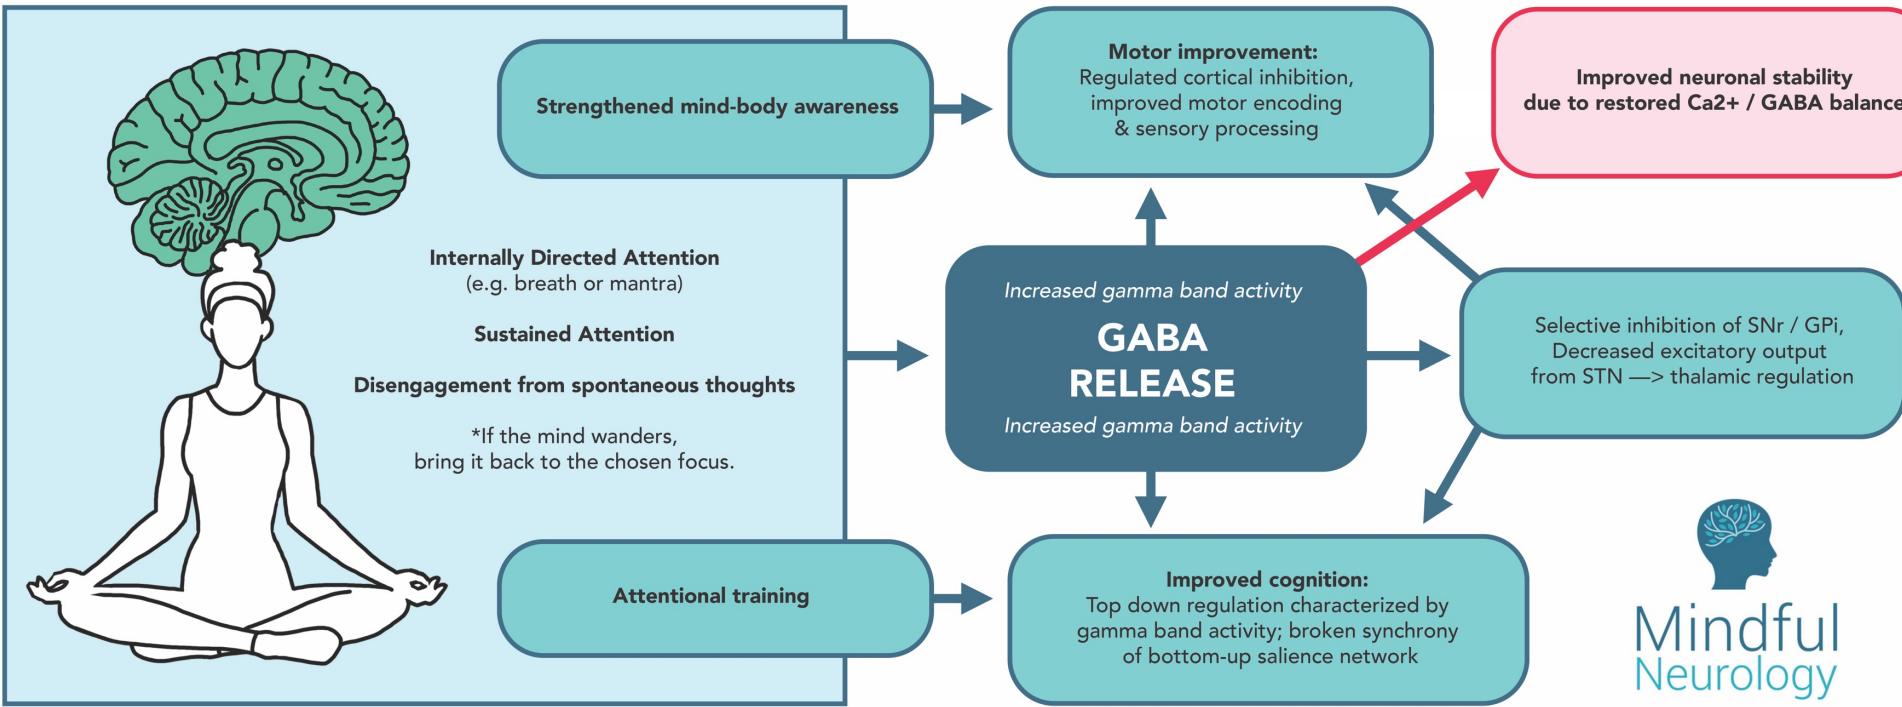 Strengthened mind-body awareness
Internally Directed Attention
(e.g. breath or mantra)
Sustained Attention
Disengagement from spontaneous thoughts
*If the mind wanders,
bring it back to the chosen focus.
Attentional training
Motor improvement:
Regulated cortical inhibition,
improved motor encoding
& sensory processing
Increased gamma band activity
GABA
RELEASE
Increased gamma band activity
Improved cognition:
Top down regulation characterized by
gamma band activity; broken synchrony
of bottom-up salience network
Improved neuronal stability
due to restored Ca2+ / GABA balance
Selective inhibition of SNr / GPi,
Decreased excitatory output
from STN —> thalamic regulation
Mindful
Neurology